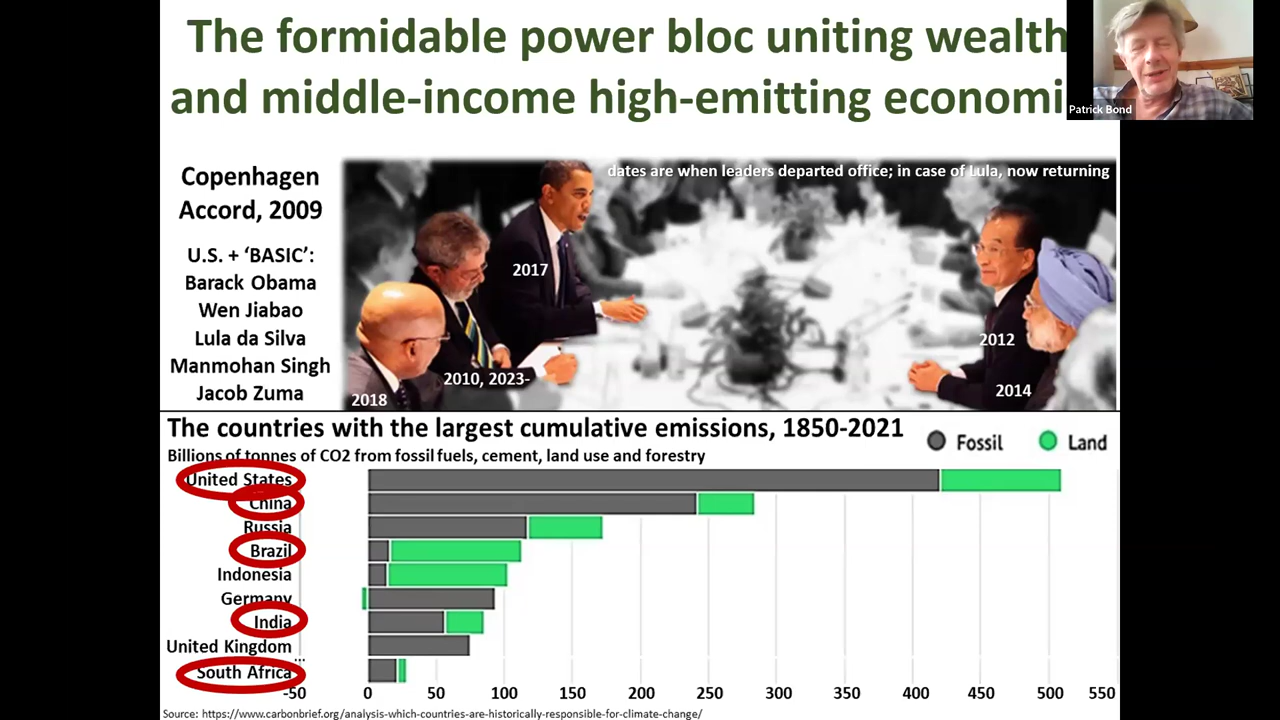 The formidable power bloc uniting wealth
and middle-income high-emitting economi
Patrick Bond
Copenhagen
Accord, 2009
U.S. + ‘BASIC’:
Barack Obama
Wen Jiabao
Lula da Silva
Manmohan Singh
Jacob Zuma
dates are when leaders departed office; in case of Lula, now returning
2017
2012
2010, 2023-
2014
2018
The countries with the largest cumulative emissions, 1850-2021
Fossil
Land
Billions of tonnes of CO2 from fossil fuels, cement, land use and forestry
United States
China
Russia
Brazil
Indonesia
Germany
India
United Kingdom
...
South Africa
-50 0 50 100 150 200 250 300 350 400 450 500 550
Source: https://www.carbonbrief.org/analysis-which-countries-are-historically-responsible-for-climate-change/